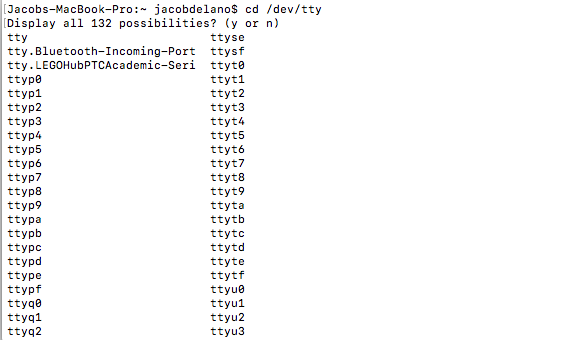 [Jacobs-MacBook-Pro:~ jacobdelano$ cd /dev/tty
[Display all 132 possibilities? (y or n)
tty ttyse
tty.Bluetooth-Incoming-Port ttysf
tty.LEGOHubPTCAcademic-Seri ttyt0
ttyp0 ttyt1
ttyp1 ttyt2
ttyp2 ttyt3
ttyp3 ttyt4
ttyp4 ttyt5
ttyp5 ttyt6
ttyp6 ttyt7
ttyp7 ttyt8
ttyp8 ttyt9
ttyp9 ttyta
ttypa ttytb
ttypb ttytc
ttypc ttytd
ttypd ttyte
ttype ttytf
ttypf ttyu0
ttyq0 ttyu1
ttyq1 ttyu2
ttyq2 ttyu3